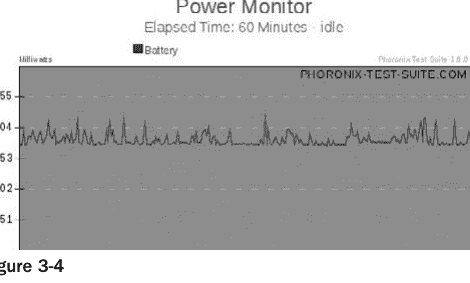 Power Monitor
Elapsed Time: 60 Minutes - idle
Battery
Milliwatts
Phoronix Test Suite 1.6.0
PHORONIX-TEST-SUITE.COM
55
04
53
02
51
gure 3-4